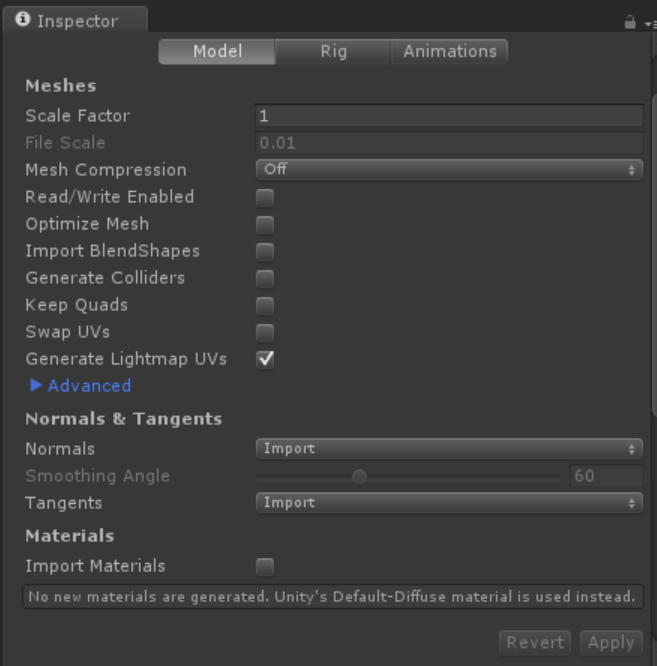 Inspector
Model Rig Animations
Meshes
Scale Factor 1
File Scale 0.01
Mesh Compression Off
Read/Write Enabled
Optimize Mesh
Import BlendShapes
Generate Colliders
Keep Quads
Swap UVs
Generate Lightmap UVs
Advanced
Normals & Tangents
Normals Import
Smoothing Angle 60
Tangents Import
Materials
Import Materials
No new materials are generated. Unity's Default-Diffuse material is used instead.
Revert Apply